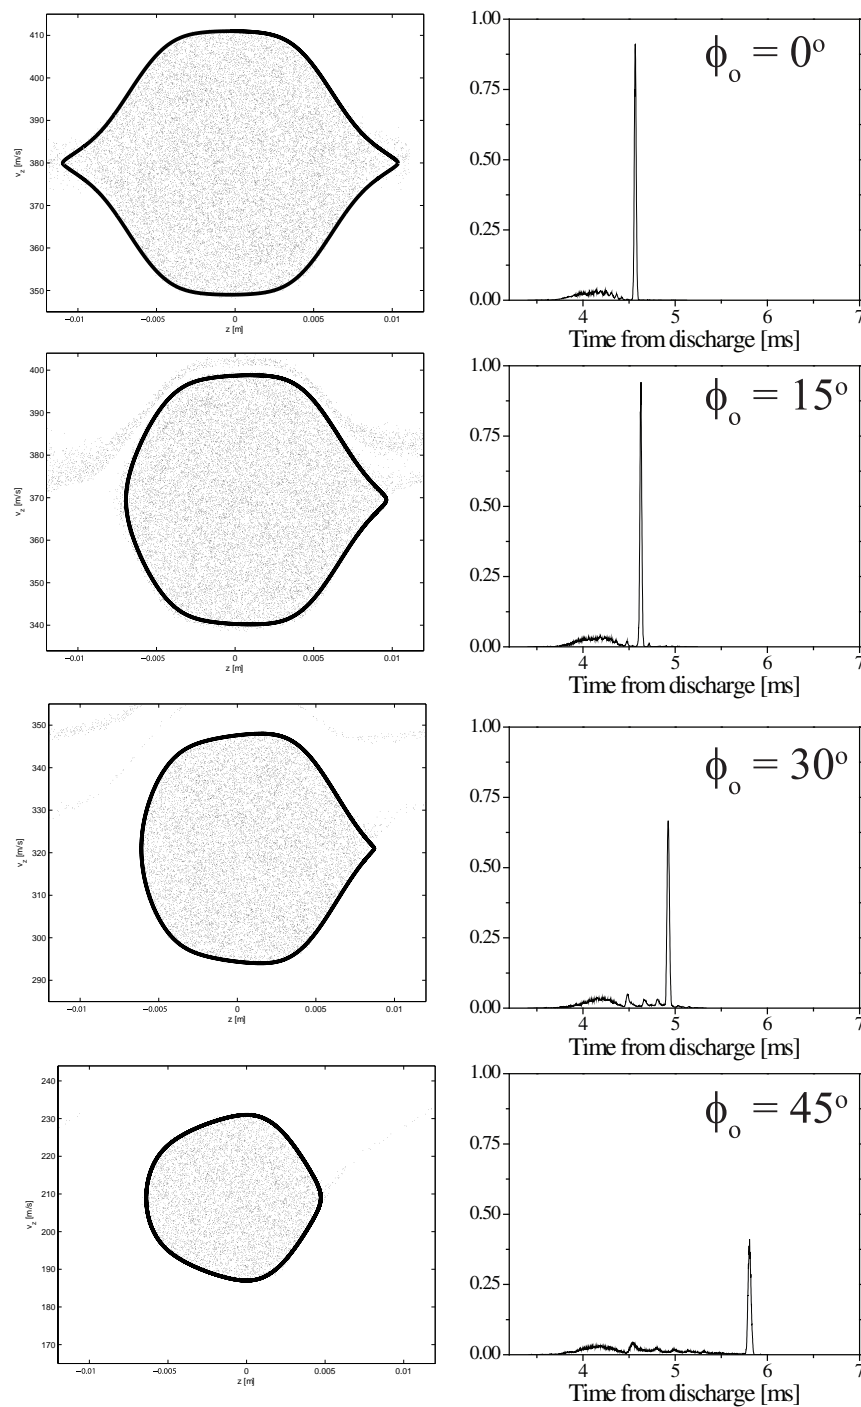 410
400
390
380
370
360
350
v_z [m/s]
−0.01 −0.005 0 0.005 0.01
z [m]
1.00
0.75
0.50
0.25
0.00
ϕ_o = 0°
4 5 6 7
Time from discharge [ms]
400
390
380
370
360
350
340
v_z [m/s]
−0.01 −0.005 0 0.005 0.01
z [m]
1.00
0.75
0.50
0.25
0.00
ϕ_o = 15°
4 5 6 7
Time from discharge [ms]
350
340
330
320
310
300
290
v_z [m/s]
−0.01 −0.005 0 0.005 0.01
z [m]
1.00
0.75
0.50
0.25
0.00
ϕ_o = 30°
4 5 6 7
Time from discharge [ms]
240
230
220
210
200
190
180
170
v_z [m/s]
−0.01 −0.005 0 0.005 0.01
z [m]
1.00
0.75
0.50
0.25
0.00
ϕ_o = 45°
4 5 6 7
Time from discharge [ms]